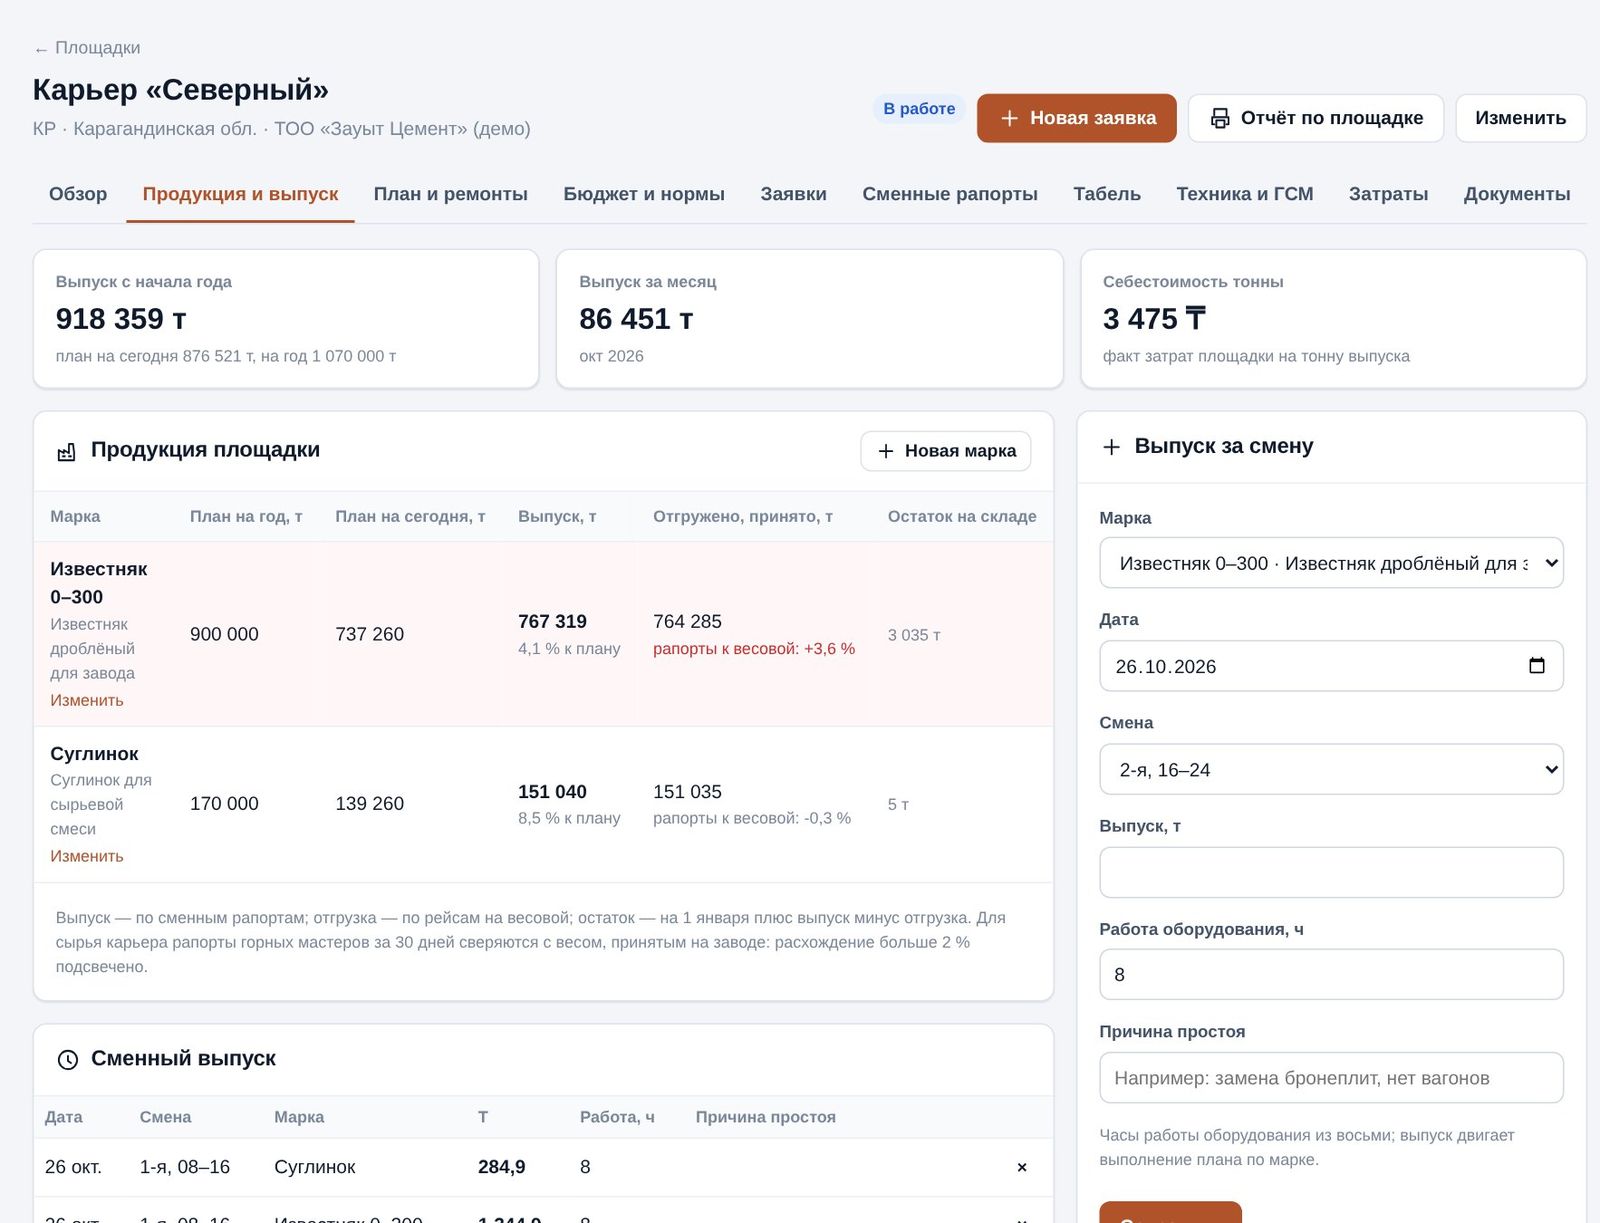 ← Площадки
Карьер «Северный»
КР · Карагандинская обл. · ТОО «Зауыт Цемент» (демо)
В работе
+ Новая заявка
Отчёт по площадке
Изменить
Обзор Продукция и выпуск План и ремонты Бюджет и нормы Заявки Сменные рапорты Табель Техника и ГСМ Затраты Документы
Выпуск с начала года
918 359 т
план на сегодня 876 521 т, на год 1 070 000 т
Выпуск за месяц
86 451 т
окт 2026
Себестоимость тонны
3 475 ₸
факт затрат площадки на тонну выпуска
Продукция площадки
+ Новая марка
Марка План на год, т План на сегодня, т Выпуск, т Отгружено, принято, т Остаток на складе
Известняк
0–300
Известняк
дроблёный
для завода
Изменить
900 000
737 260
767 319
4,1 % к плану
764 285
рапорты к весовой: +3,6 %
3 035 т
Суглинок
Суглинок для
сырьевой
смеси
Изменить
170 000
139 260
151 040
8,5 % к плану
151 035
рапорты к весовой: -0,3 %
5 т
Выпуск — по сменным рапортам; отгрузка — по рейсам на весовой; остаток — на 1 января плюс выпуск минус отгрузка. Для
сырья карьера рапорты горных мастеров за 30 дней сверяются с весом, принятым на заводе: расхождение больше 2 %
подсвечено.
Сменный выпуск
Дата Смена Марка Т Работа, ч Причина простоя
26 окт. 1-я, 08–16 Суглинок 284,9 8 ×
+ Выпуск за смену
Марка
Известняк 0–300 · Известняк дроблёный для
Дата
26.10.2026
Смена
2-я, 16–24
Выпуск, т
Работа оборудования, ч
8
Причина простоя
Например: замена бронеплит, нет вагонов
Часы работы оборудования из восьми; выпуск двигает
выполнение плана по марке.